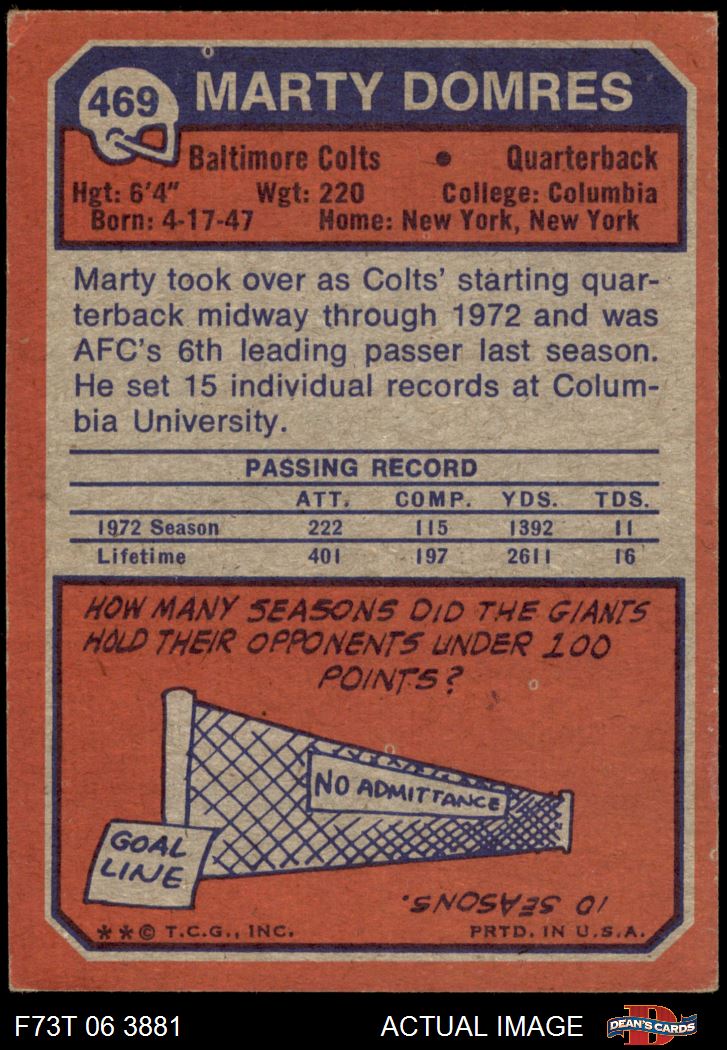 469 MARTY DOMRES
Baltimore Colts • Quarterback
Hgt: 6'4" Wgt: 220 College: Columbia
Born: 4-17-47 Home: New York, New York
Marty took over as Colts' starting quar-
terback midway through 1972 and was
AFC's 6th leading passer last season.
He set 15 individual records at Colum-
bia University.
PASSING RECORD
ATT. COMP. YDS. TDS.
1972 Season 222 115 1392 11
Lifetime 401 197 2611 16
HOW MANY SEASONS DID THE GIANTS
HOLD THEIR OPPONENTS UNDER 100
POINTS?
NO ADMITTANCE
GOAL
LINE
10 SEASONS.
**© T.C.G., INC. PRTD. IN U.S.A.
F73T 06 3881 ACTUAL IMAGE D DEAN'S CARDS